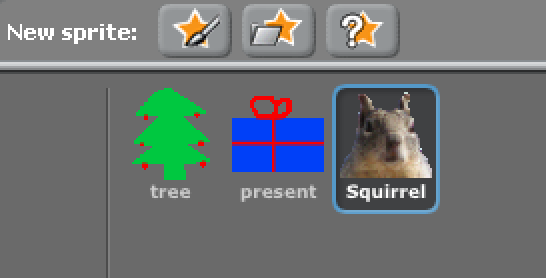 New sprite:
tree
present
Squirrel